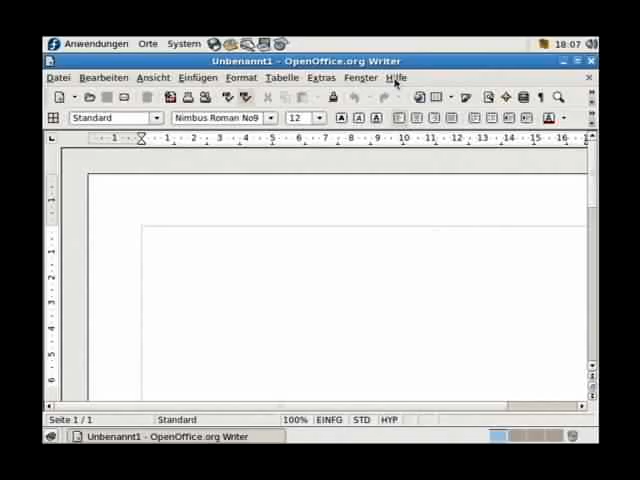 Anwendungen Orte System 18:07
Unbenannt1 - OpenOffice.org Writer
Datei Bearbeiten Ansicht Einfügen Format Tabelle Extras Fenster Hilfe
Standard Nimbus Roman No9 12
1 1 2 3 4 5 6 7 8 9 10 11 12 13 14 15 16
1
1
2
3
4
5
6
Seite 1 / 1 Standard 100% EINFG STD HYP
Unbenannt1 - OpenOffice.org Writer